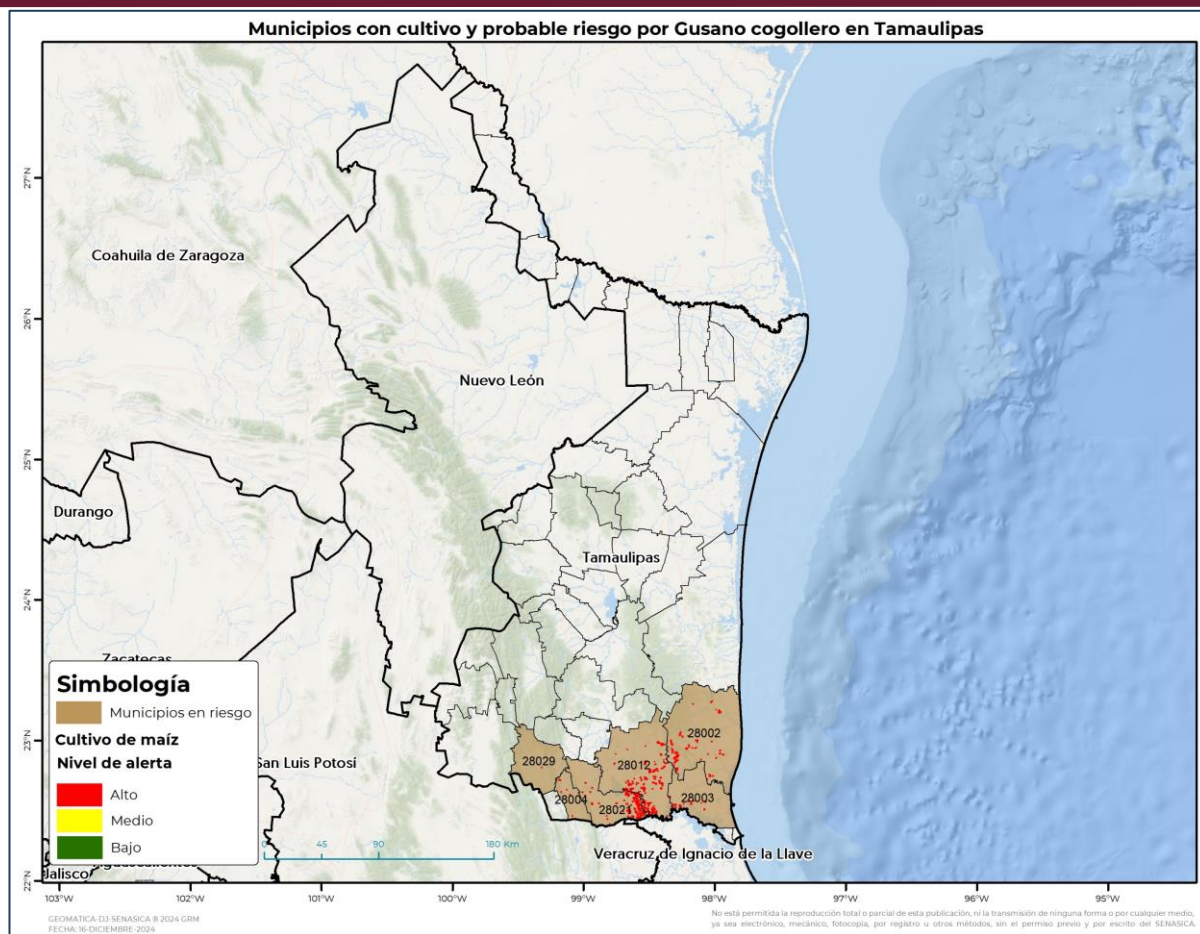 Municipios con cultivo y probable riesgo por Gusano cogollero en Tamaulipas
27°N
26°N
25°N
24°N
23°N
22°N
Coahuila de Zaragoza
Nuevo León
Durango
Tamaulipas
Zacatecas
San Luis Potosí
Jalisco
Veracruz de Ignacio de la Llave
28002
28012
28029
28004
28021
28003
Simbología
Municipios en riesgo
Cultivo de maíz
Nivel de alerta
Alto
Medio
Bajo
0 45 90 180 Km
103°W 102°W 101°W 100°W 99°W 98°W 97°W 96°W 95°W
GEOMATICA-DJ-SENASICA ® 2024 GRM
FECHA: 16-DICIEMBRE-2024
No está permitida la reproducción total o parcial de esta publicación, ni la transmisión de ninguna forma o por cualquier medio,
ya sea electrónico, mecánico, fotocopia, por registro u otros métodos, sin el permiso previo y por escrito del SENASICA.